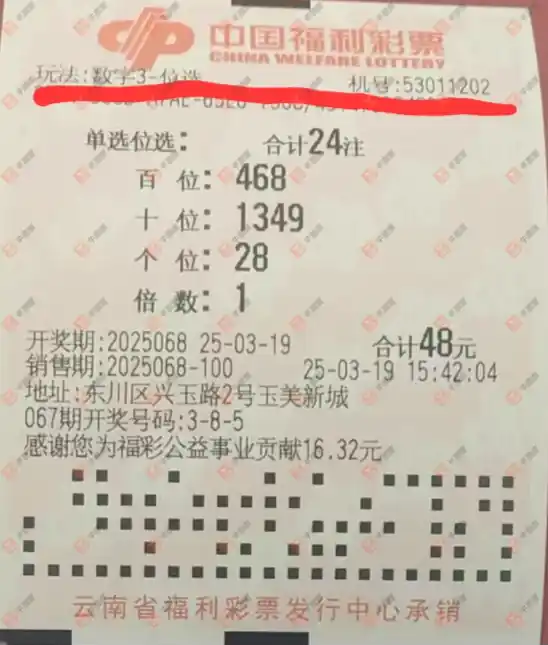 中国福利彩票
CHINA WELFARE LOTTERY
玩法:数字3-位选 机号:53011202
单选位选: 合计24注
百 位: 468
十 位: 1349
个 位: 28
倍 数: 1
开奖期:2025068 25-03-19 合计48元
销售期:2025068-100 25-03-19 15:42:04
地址:东川区兴玉路2号玉美新城
067期开奖号码:3-8-5
感谢您为福彩公益事业贡献16.32元
云南省福利彩票发行中心承销